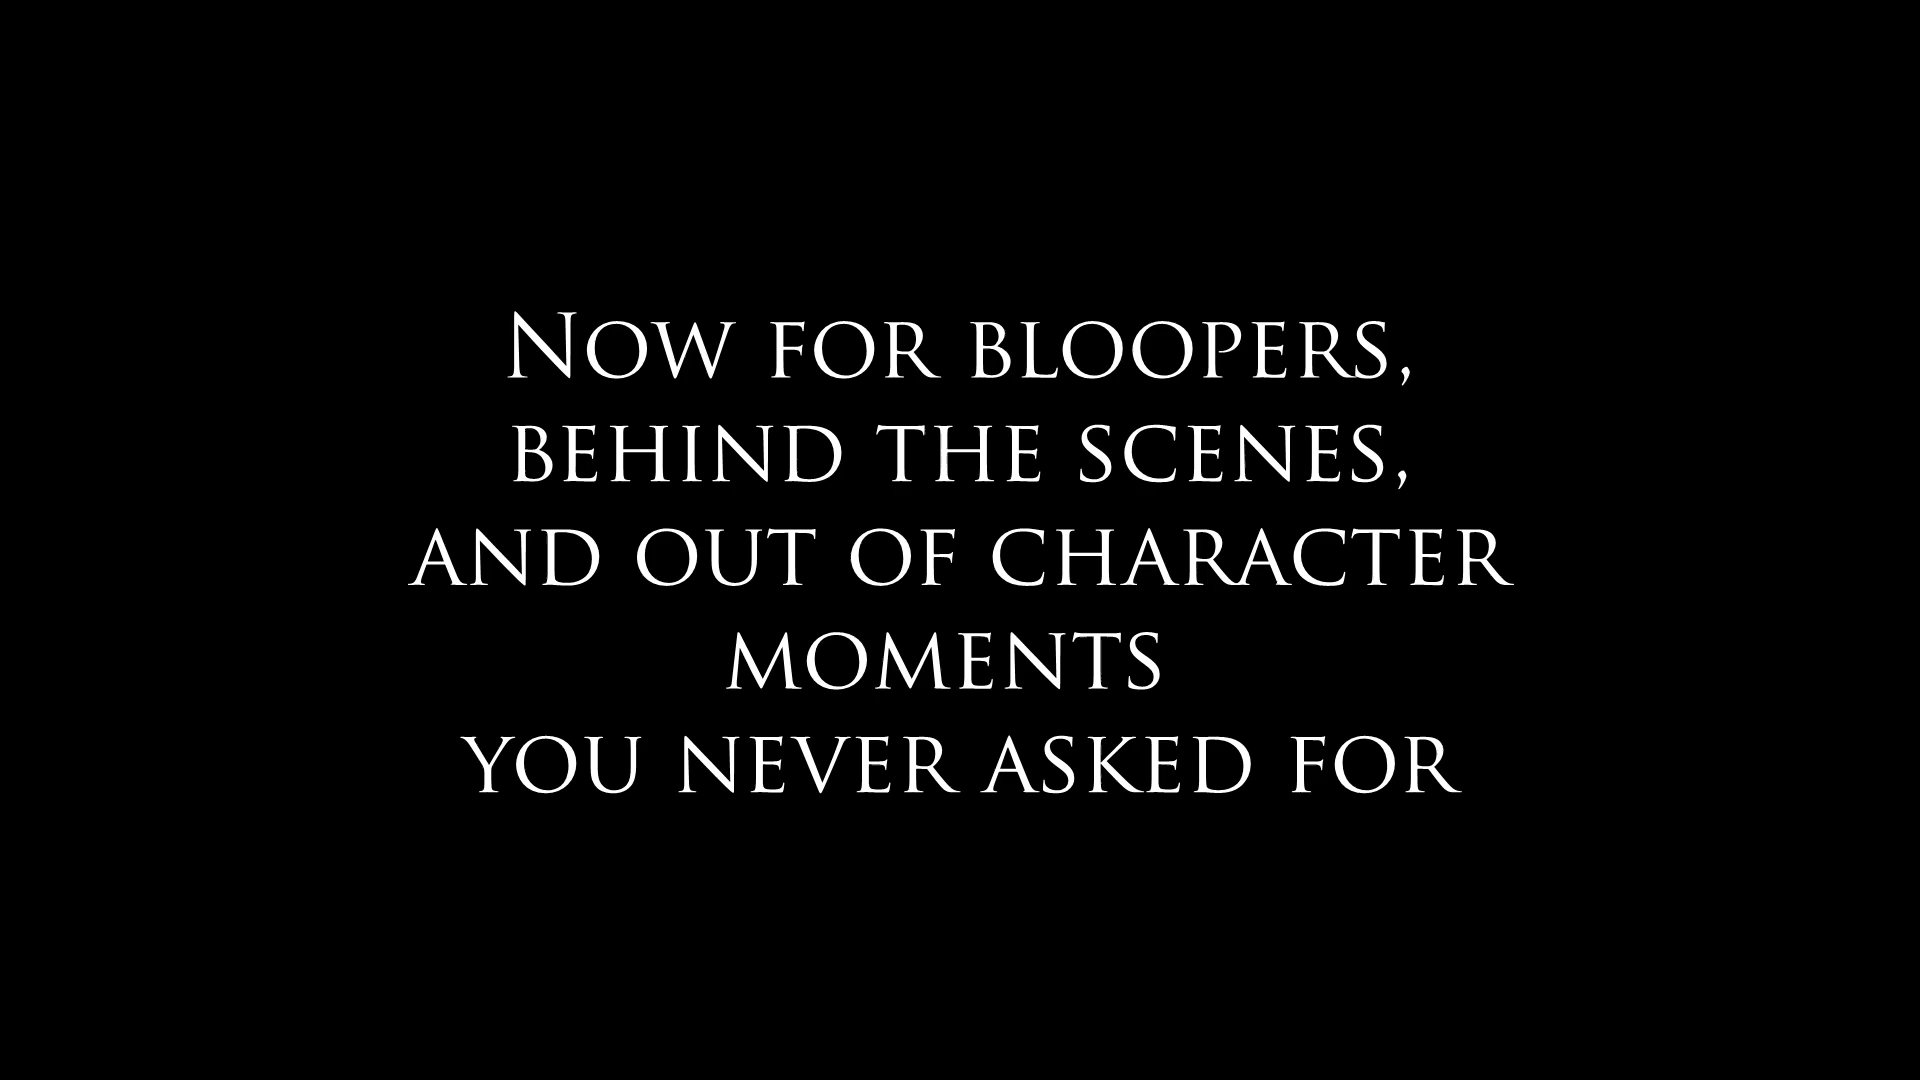 Now for bloopers,
behind the scenes,
and out of character
moments
you never asked for